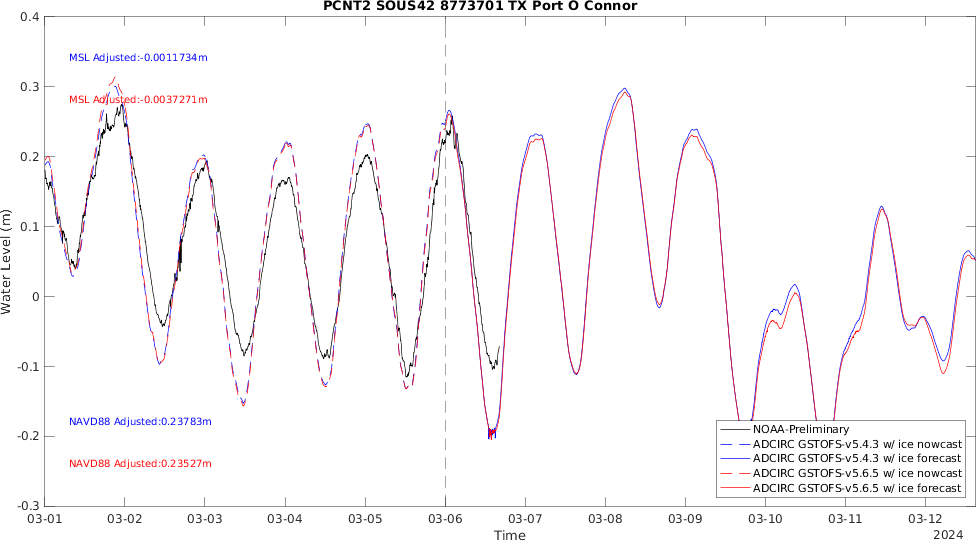 PCNT2 SOUS42 8773701 TX Port O Connor
0.4
0.3
0.2
0.1
0
-0.1
-0.2
-0.3
Water Level (m)
MSL Adjusted:-0.0011734m
MSL Adjusted:-0.0037271m
NAVD88 Adjusted:0.23783m
NAVD88 Adjusted:0.23527m
NOAA-Preliminary
ADCIRC GSTOFS-v5.4.3 w/ ice nowcast
ADCIRC GSTOFS-v5.4.3 w/ ice forecast
ADCIRC GSTOFS-v5.6.5 w/ ice nowcast
ADCIRC GSTOFS-v5.6.5 w/ ice forecast
03-01 03-02 03-03 03-04 03-05 03-06 03-07 03-08 03-09 03-10 03-11 03-12
Time
2024